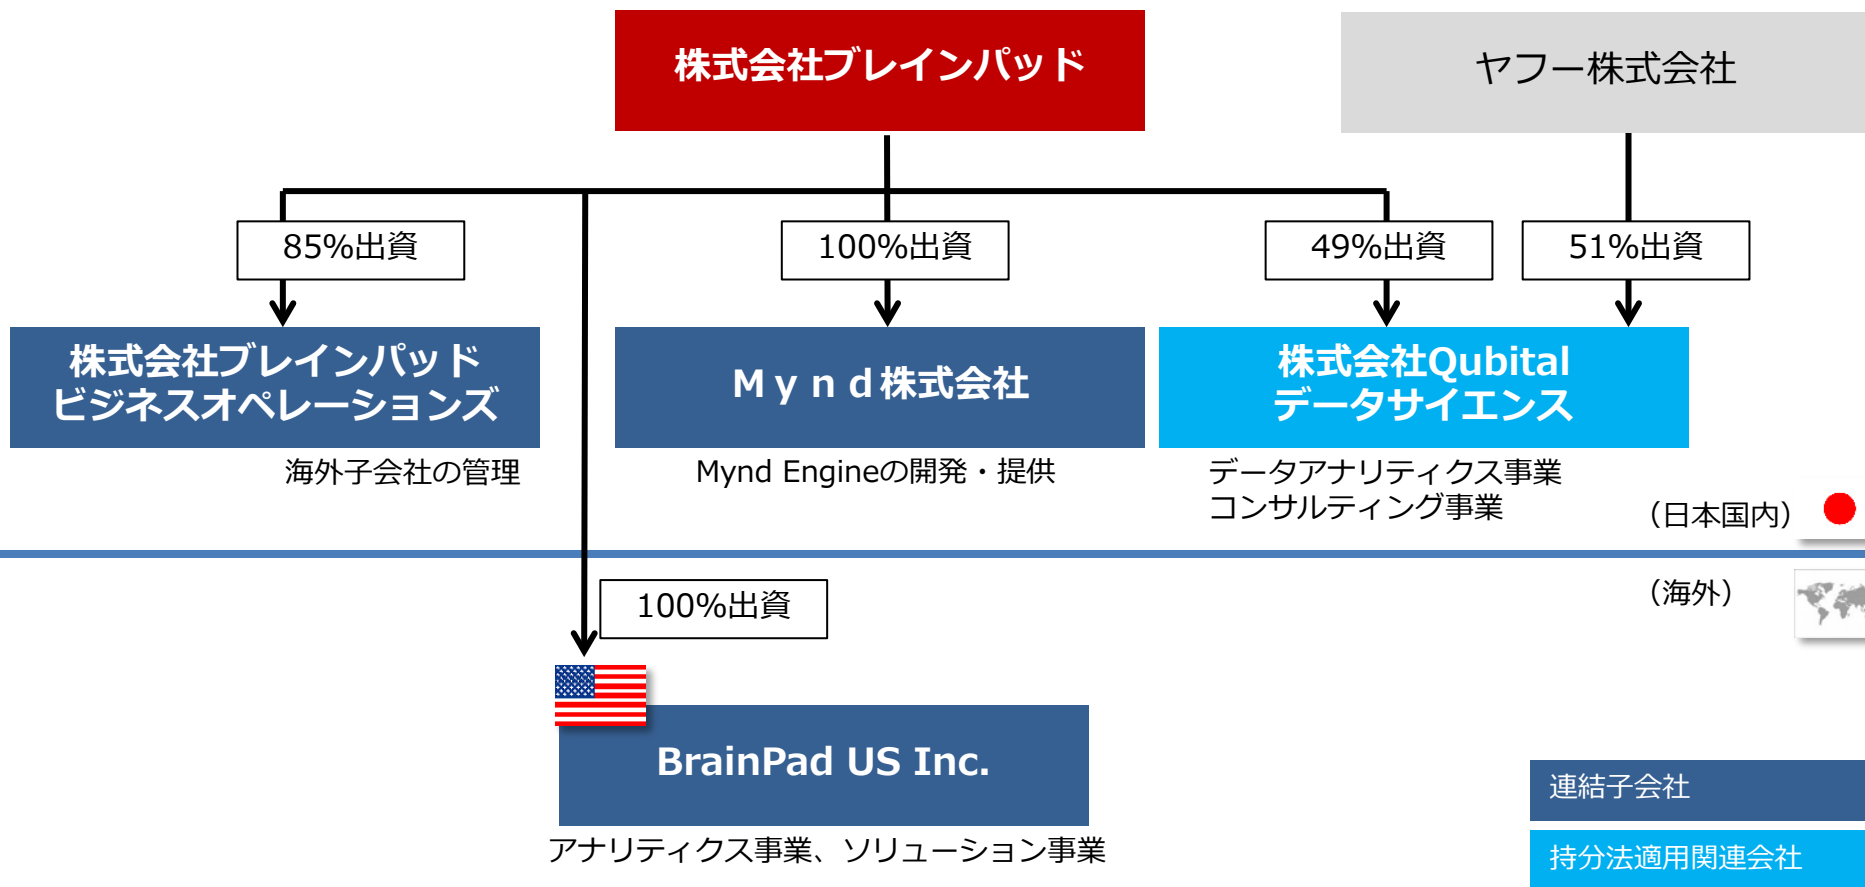 株式会社ブレインパッド
ヤフー株式会社
85%出資
100%出資
49%出資
51%出資
株式会社ブレインパッド
ビジネスオペレーションズ
Ｍｙｎｄ株式会社
株式会社Qubital
データサイエンス
海外子会社の管理
Mynd Engineの開発・提供
データアナリティクス事業
コンサルティング事業
（日本国内）
（海外）
100%出資
BrainPad US Inc.
アナリティクス事業、ソリューション事業
連結子会社
持分法適用関連会社